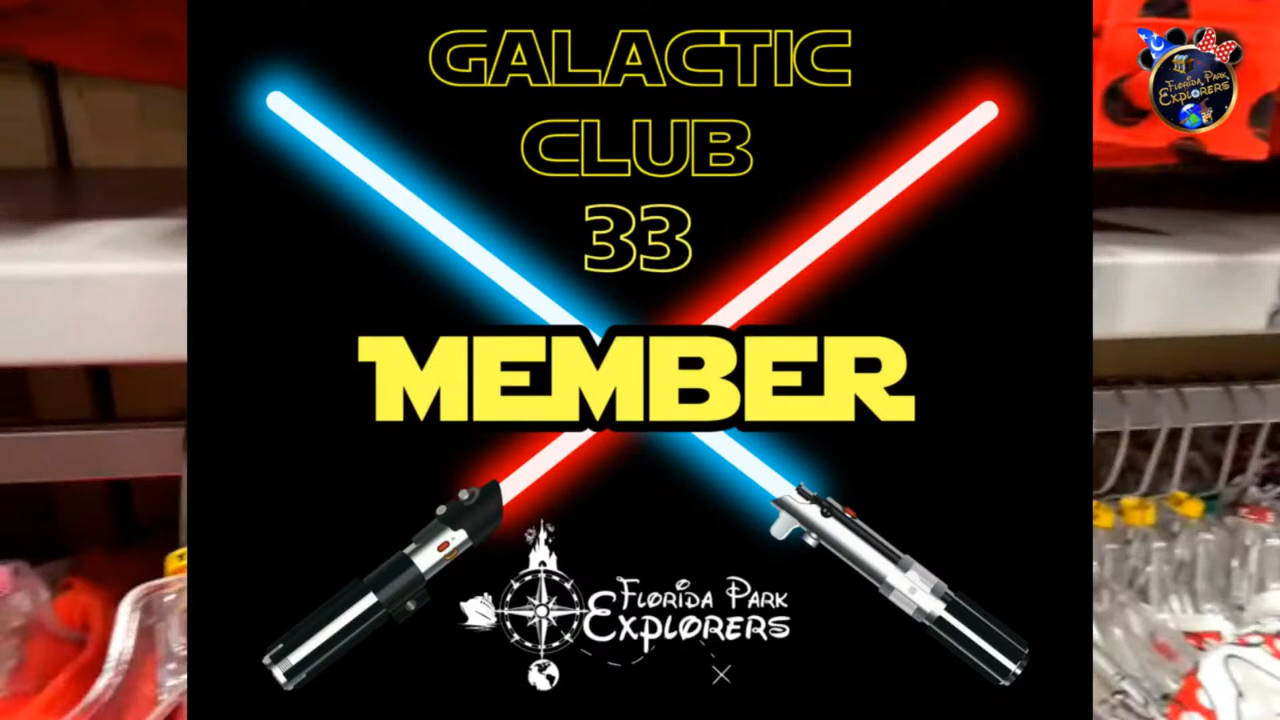 GALACTIC
CLUB
33
MEMBER
FLORIDA PARK
EXPLORERS
FLORIDA PARK
EXPLORERS